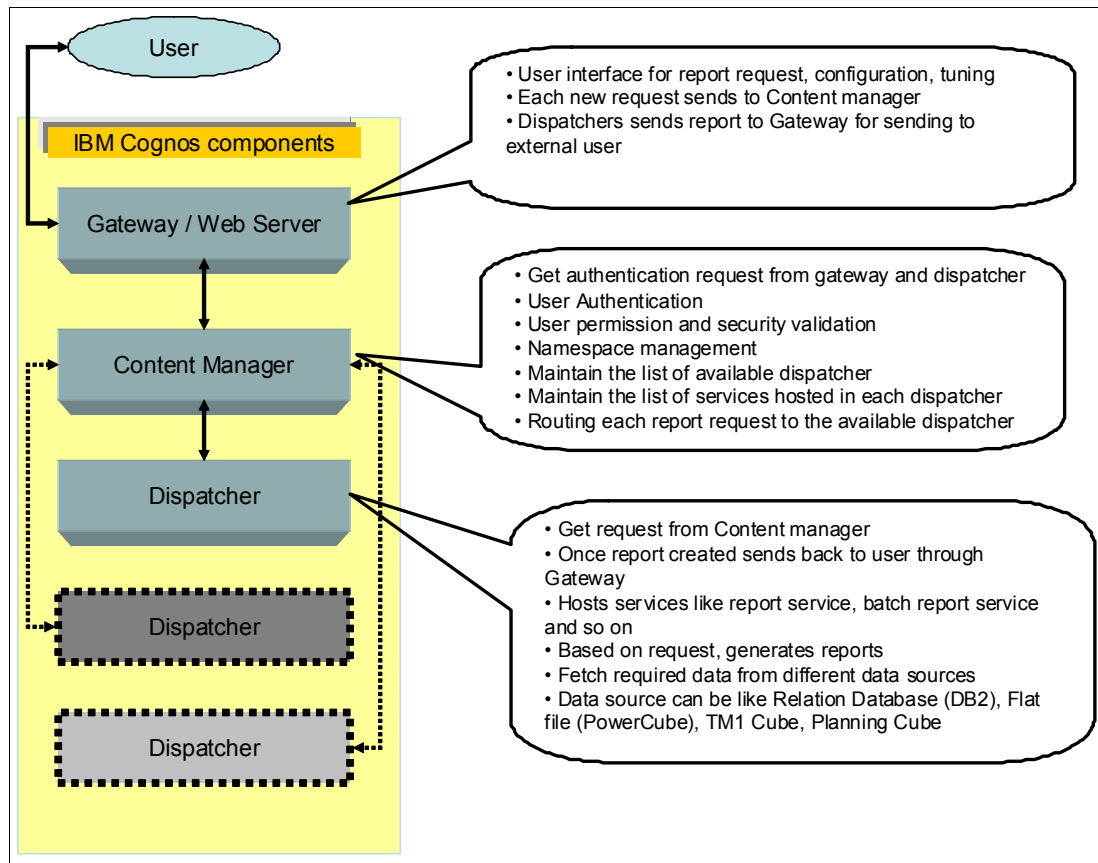 User
IBM Cognos components
Gateway / Web Server
Content Manager
Dispatcher
Dispatcher
Dispatcher
• User interface for report request, configuration, tuning
• Each new request sends to Content manager
• Dispatchers sends report to Gateway for sending to
external user
• Get authentication request from gateway and dispatcher
• User Authentication
• User permission and security validation
• Namespace management
• Maintain the list of available dispatcher
• Maintain the list of services hosted in each dispatcher
• Routing each report request to the available dispatcher
• Get request from Content manager
• Once report created sends back to user through
Gateway
• Hosts services like report service, batch report service
and so on
• Based on request, generates reports
• Fetch required data from different data sources
• Data source can be like Relation Database (DB2), Flat
file (PowerCube), TM1 Cube, Planning Cube